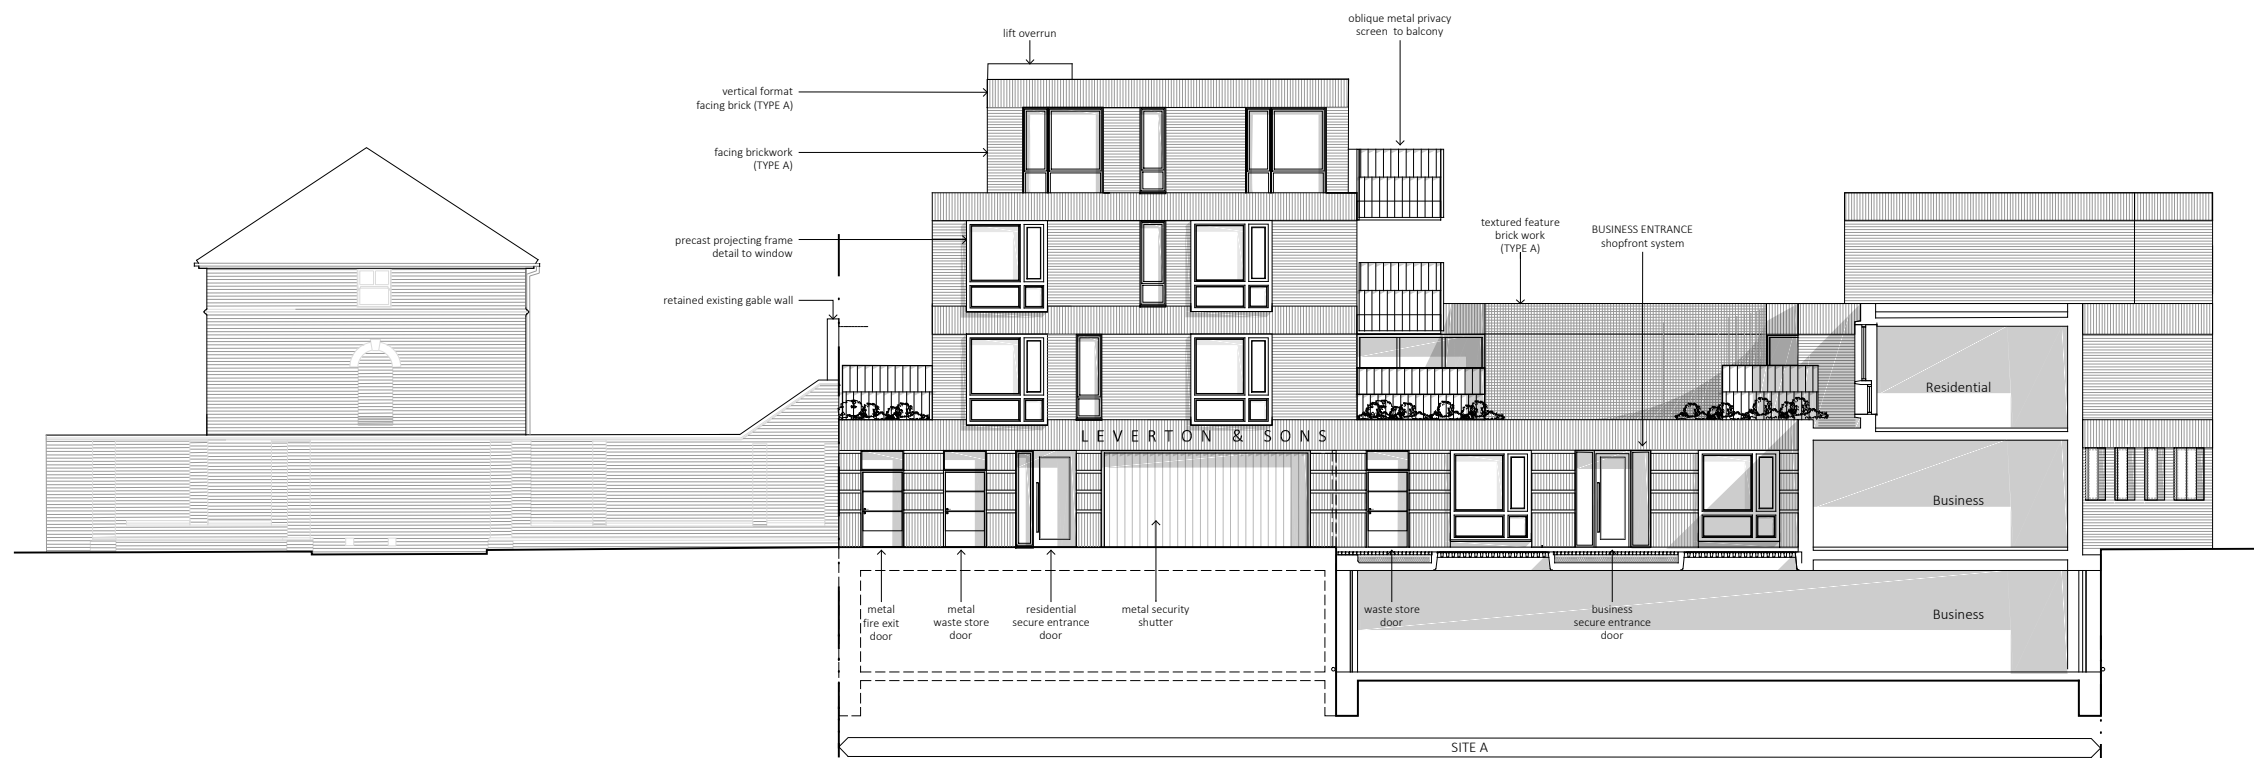 lift overrun
oblique metal privacy
screen to balcony
vertical format
facing brick (TYPE A)
facing brickwork
(TYPE A)
precast projecting frame
detail to window
retained existing gable wall
textured feature
brick work
(TYPE A)
BUSINESS ENTRANCE
shopfront system
Residential
LEVERTON & SONS
Business
metal
fire exit
door
metal
waste store
door
residential
secure entrance
door
metal security
shutter
waste store
door
business
secure entrance
door
Business
SITE A